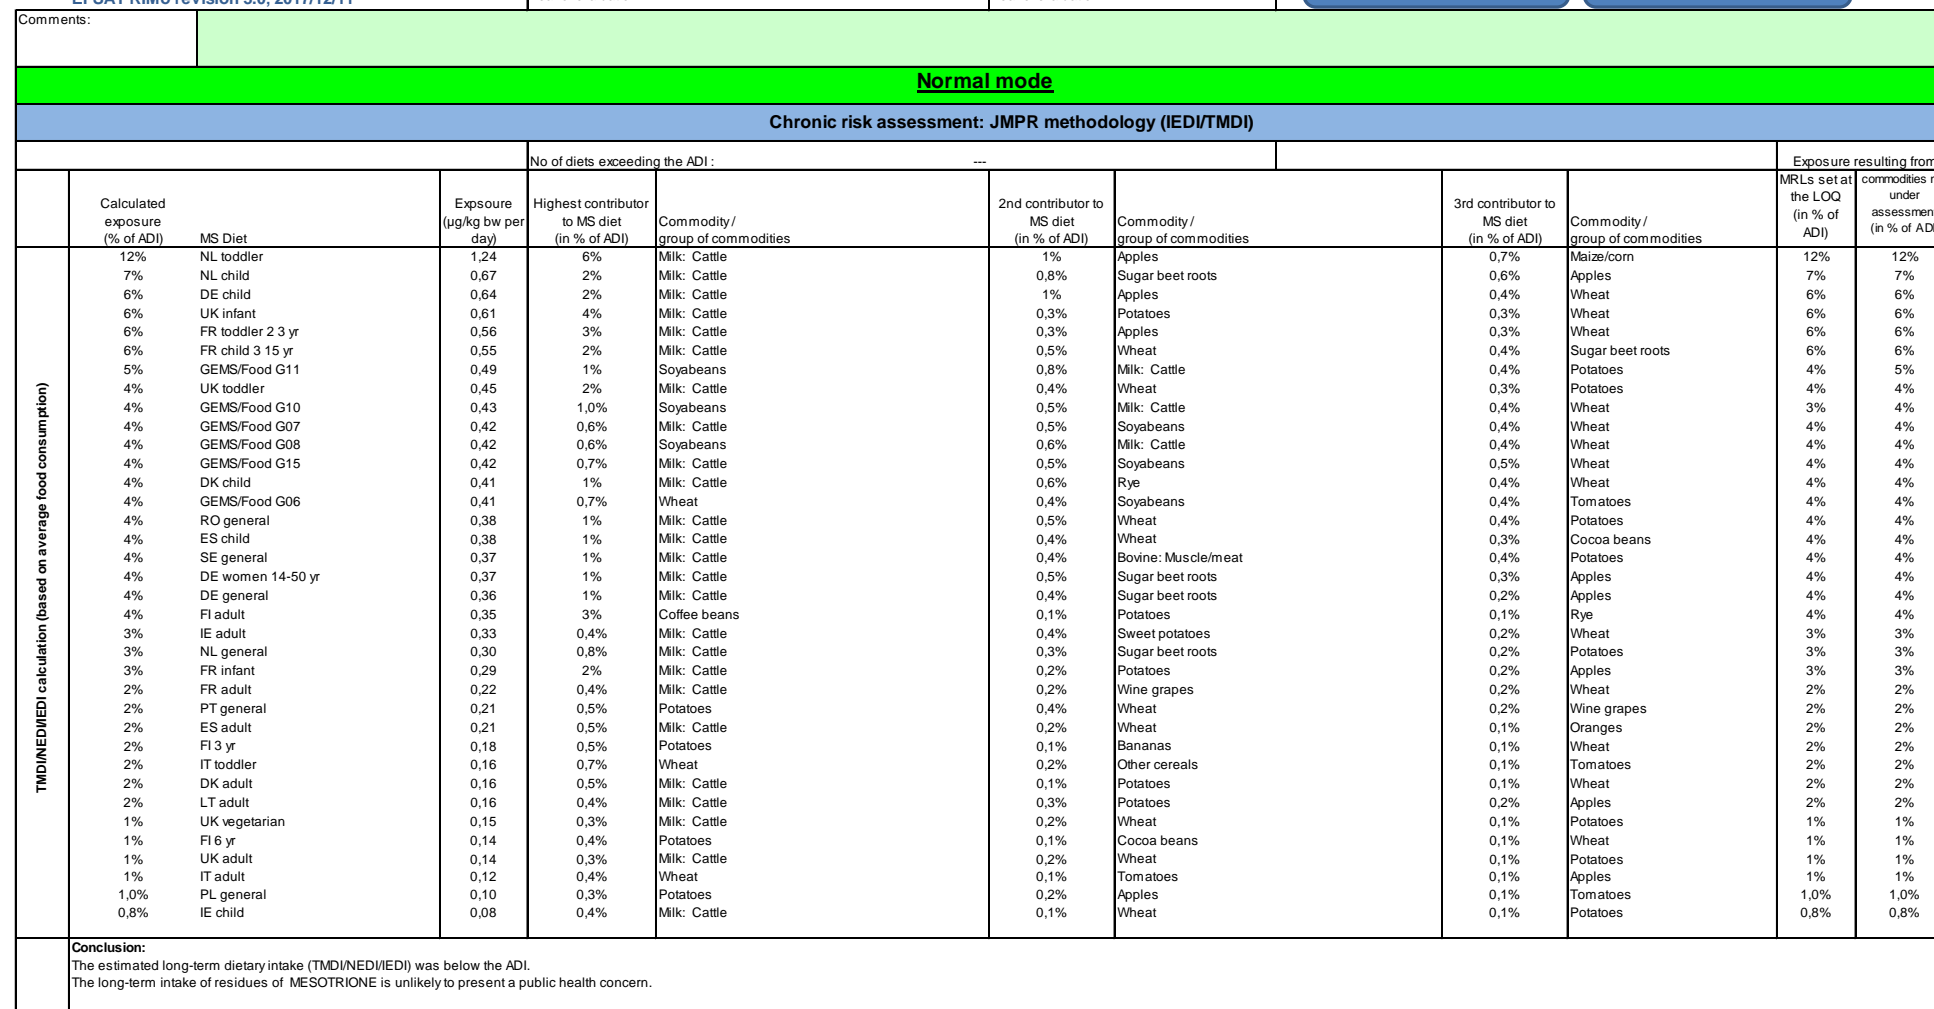 Comments:
Normal mode
Chronic risk assessment: JMPR methodology (IEDI/TMDI)
No of diets exceeding the ADI : --- Exposure resulting from
Calculated exposure (% of ADI) MS Diet Expsoure (µg/kg bw per day) Highest contributor to MS diet (in % of ADI) Commodity / group of commodities 2nd contributor to MS diet (in % of ADI) Commodity / group of commodities 3rd contributor to MS diet (in % of ADI) Commodity / group of commodities MRLs set at the LOQ (in % of ADI) commodities under
TMDI/NEDI/IEDI calculation (based on average food consumption)
12% NL toddler 1,24 6% Milk: Cattle 1% Apples 0,7% Maize/corn 12% 12%
7% NL child 0,67 2% Milk: Cattle 0,8% Sugar beet roots 0,6% Apples 7% 7%
6% DE child 0,64 2% Milk: Cattle 1% Apples 0,4% Wheat 6% 6%
6% UK infant 0,61 4% Milk: Cattle 0,3% Potatoes 0,3% Wheat 6% 6%
6% FR toddler 2 3 yr 0,56 3% Milk: Cattle 0,3% Apples 0,3% Wheat 6% 6%
6% FR child 3 15 yr 0,55 2% Milk: Cattle 0,5% Wheat 0,4% Sugar beet roots 6% 6%
5% GEMS/Food G11 0,49 1% Soyabeans 0,8% Milk: Cattle 0,4% Potatoes 4% 5%
4% UK toddler 0,45 2% Milk: Cattle 0,4% Wheat 0,3% Potatoes 4% 4%
4% GEMS/Food G10 0,43 1,0% Soyabeans 0,5% Milk: Cattle 0,4% Wheat 3% 4%
4% GEMS/Food G07 0,42 0,6% Milk: Cattle 0,5% Soyabeans 0,4% Wheat 4% 4%
4% GEMS/Food G08 0,42 0,6% Soyabeans 0,6% Milk: Cattle 0,4% Wheat 4% 4%
4% GEMS/Food G15 0,42 0,7% Milk: Cattle 0,5% Soyabeans 0,5% Wheat 4% 4%
4% DK child 0,41 1% Milk: Cattle 0,6% Rye 0,4% Wheat 4% 4%
4% GEMS/Food G06 0,41 0,7% Wheat 0,4% Soyabeans 0,4% Tomatoes 4% 4%
4% RO general 0,38 1% Milk: Cattle 0,5% Wheat 0,4% Potatoes 4% 4%
4% ES child 0,38 1% Milk: Cattle 0,4% Wheat 0,3% Cocoa beans 4% 4%
4% SE general 0,37 1% Milk: Cattle 0,4% Bovine: Muscle/meat 0,4% Potatoes 4% 4%
4% DE women 14-50 yr 0,37 1% Milk: Cattle 0,5% Sugar beet roots 0,3% Apples 4% 4%
4% DE general 0,36 1% Milk: Cattle 0,4% Sugar beet roots 0,2% Apples 4% 4%
4% FI adult 0,35 3% Coffee beans 0,1% Potatoes 0,1% Rye 4% 4%
3% IE adult 0,33 0,4% Milk: Cattle 0,4% Sweet potatoes 0,2% Wheat 3% 3%
3% NL general 0,30 0,8% Milk: Cattle 0,3% Sugar beet roots 0,2% Potatoes 3% 3%
3% FR infant 0,29 2% Milk: Cattle 0,2% Potatoes 0,2% Apples 3% 3%
2% FR adult 0,22 0,4% Milk: Cattle 0,2% Wine grapes 0,2% Wheat 2% 2%
2% PT general 0,21 0,5% Potatoes 0,4% Wheat 0,2% Wine grapes 2% 2%
2% ES adult 0,21 0,5% Milk: Cattle 0,2% Wheat 0,1% Oranges 2% 2%
2% FI 3 yr 0,18 0,5% Potatoes 0,1% Bananas 0,1% Wheat 2% 2%
2% IT toddler 0,16 0,7% Wheat 0,2% Other cereals 0,1% Tomatoes 2% 2%
2% DK adult 0,16 0,5% Milk: Cattle 0,1% Potatoes 0,1% Wheat 2% 2%
2% LT adult 0,16 0,4% Milk: Cattle 0,3% Potatoes 0,2% Apples 2% 2%
1% UK vegetarian 0,15 0,3% Milk: Cattle 0,2% Wheat 0,1% Potatoes 1% 1%
1% FI 6 yr 0,14 0,4% Potatoes 0,1% Cocoa beans 0,1% Wheat 1% 1%
1% UK adult 0,14 0,3% Milk: Cattle 0,2% Wheat 0,1% Potatoes 1% 1%
1% IT adult 0,12 0,4% Wheat 0,1% Tomatoes 0,1% Apples 1% 1%
1,0% PL general 0,10 0,3% Potatoes 0,2% Apples 0,1% Tomatoes 1,0% 1,0%
0,8% IE child 0,08 0,4% Milk: Cattle 0,1% Wheat 0,1% Potatoes 0,8% 0,8%
Conclusion:
The estimated long-term dietary intake (TMDI/NEDI/IEDI) was below the ADI.
The long-term intake of residues of MESOTRIONE is unlikely to present a public health concern.